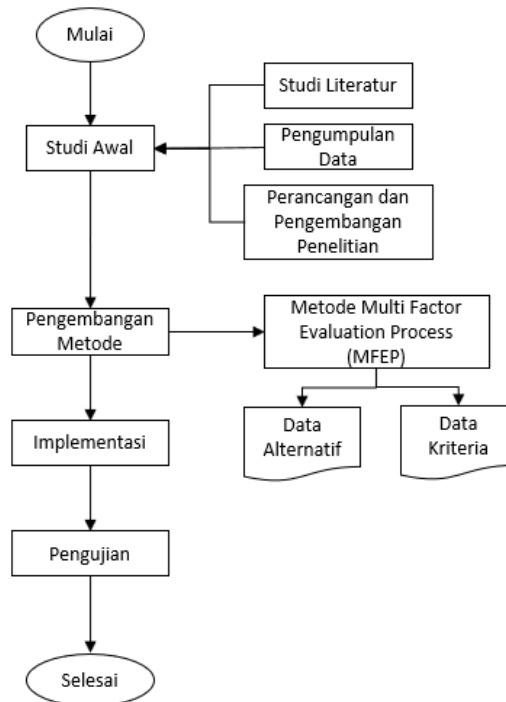 Mulai
Studi Literatur
Studi Awal
Pengumpulan
Data
Perancangan dan
Pengembangan
Penelitian
Pengembangan
Metode
Metode Multi Factor
Evaluation Process
(MFEP)
Data
Alternatif
Data
Kriteria
Implementasi
Pengujian
Selesai